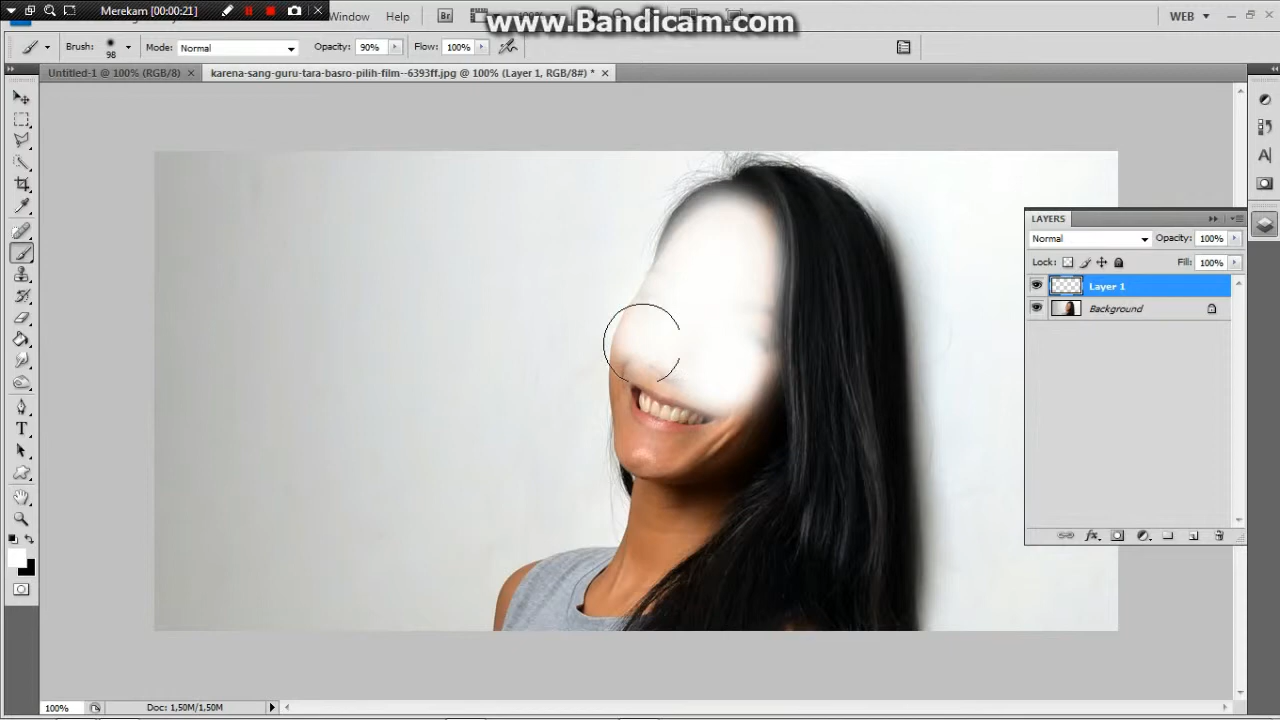 Merekam [00:00:21]
Window Help
Br
www.Bandicam.com
WEB
Brush: 98 Mode: Normal Opacity: 90% Flow: 100%
Untitled-1 @ 100% (RGB/8) × karena-sang-guru-tara-basro-pilih-film--6393ff.jpg @ 100% (Layer 1, RGB/8#) * ×
LAYERS
Normal Opacity: 100%
Lock: Fill: 100%
Layer 1
Background
100% Doc: 1,50M/1,50M